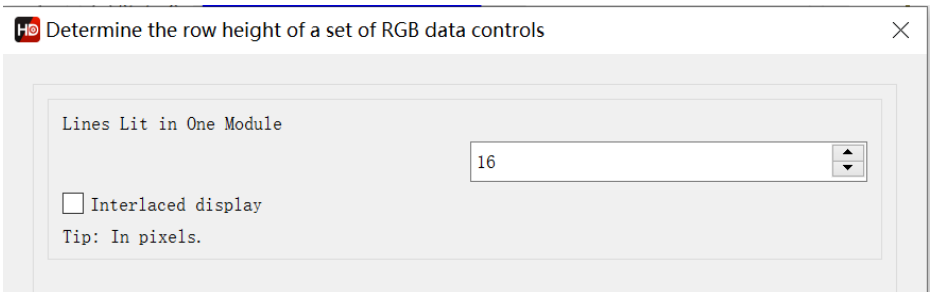 HD Determine the row height of a set of RGB data controls
Lines Lit in One Module
16
Interlaced display
Tip: In pixels.